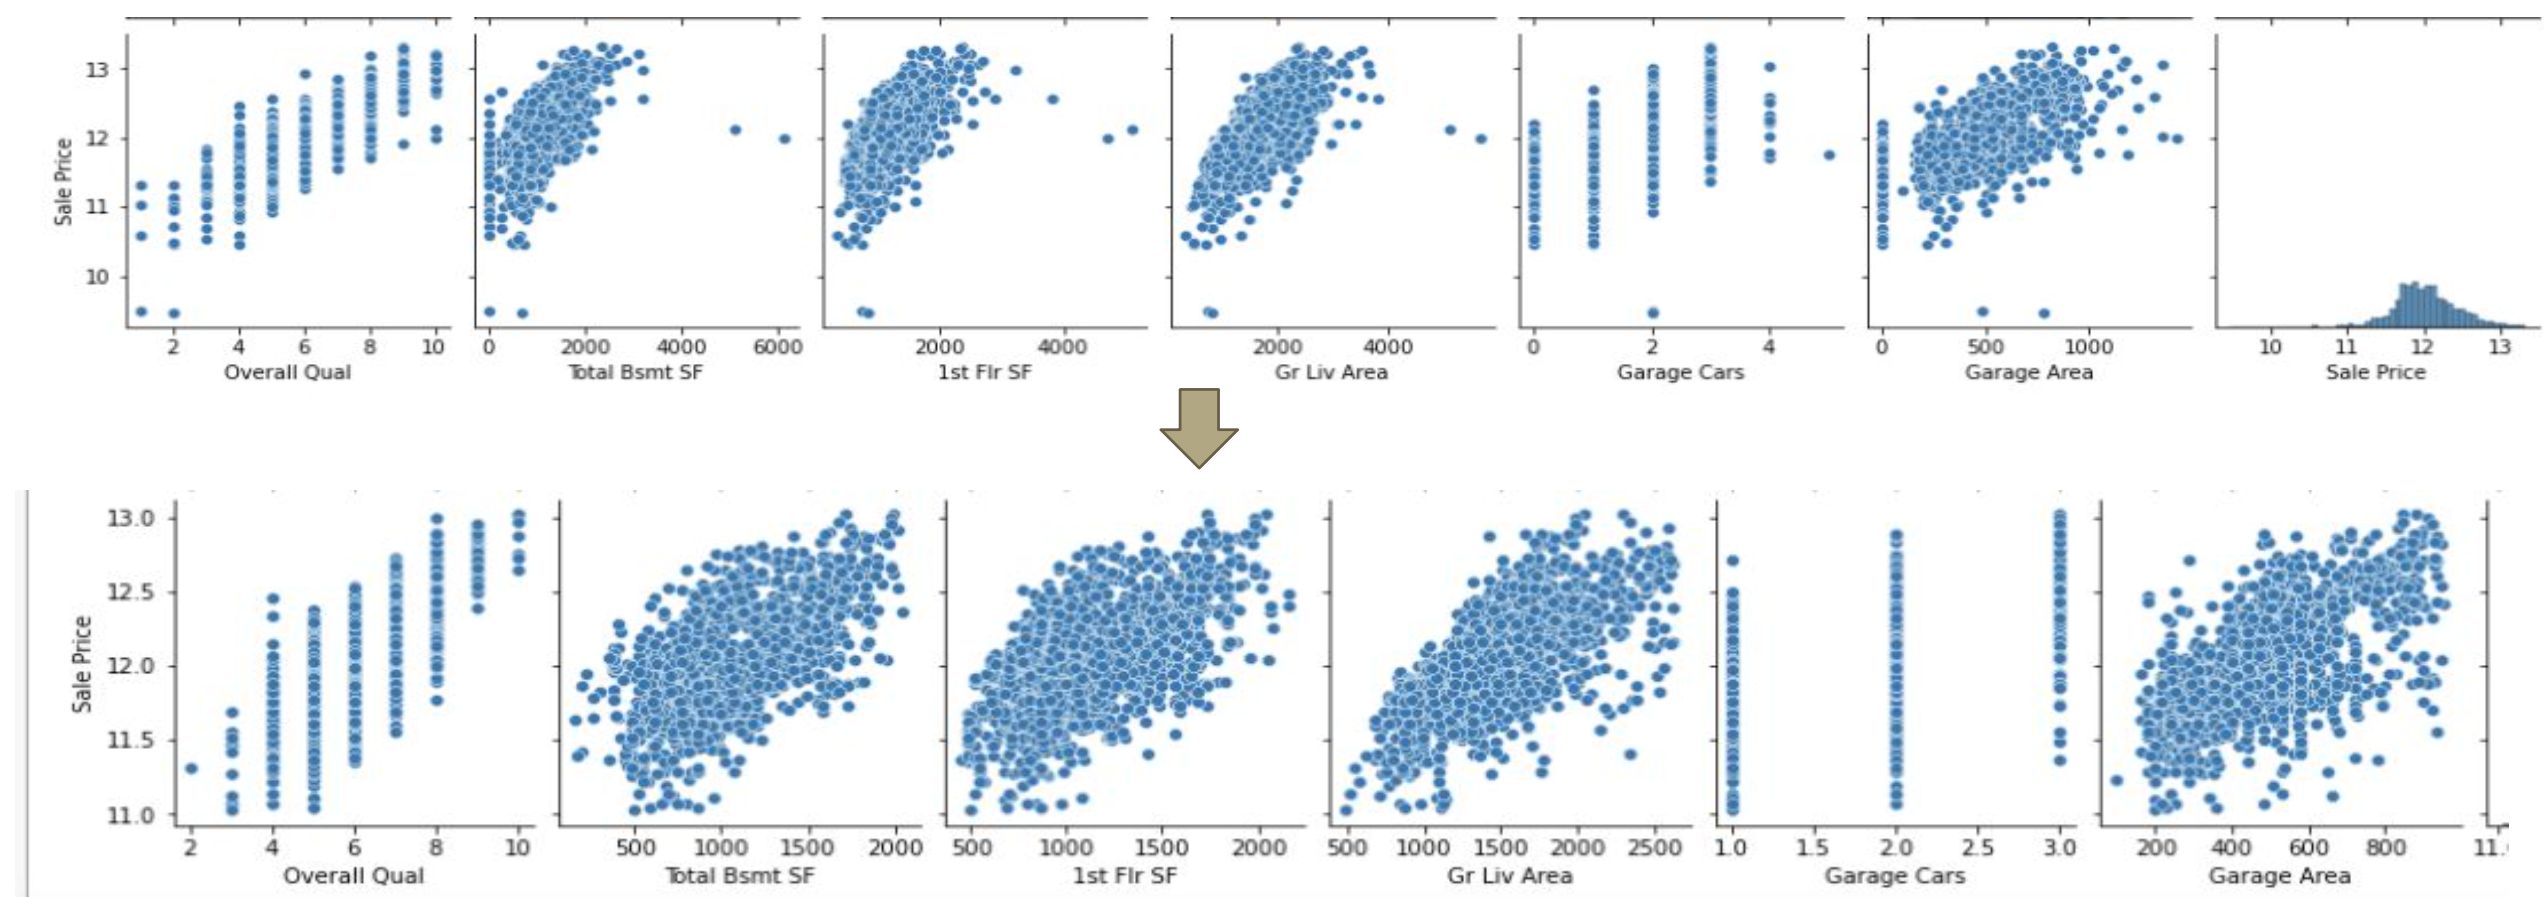 13
12
11
10
Sale Price
2 4 6 8 10
0 2000 4000 6000
2000 4000
2000 4000
0 2 4
0 500 1000
10 11 12 13
Overall Qual
Total Bsmt SF
1st Flr SF
Gr Liv Area
Garage Cars
Garage Area
Sale Price
13.0
12.5
12.0
11.5
11.0
Sale Price
2 4 6 8 10
500 1000 1500 2000
500 1000 1500 2000
500 1000 1500 2000 2500
1.0 1.5 2.0 2.5 3.0
200 400 600 800
11.
Overall Qual
Total Bsmt SF
1st Flr SF
Gr Liv Area
Garage Cars
Garage Area